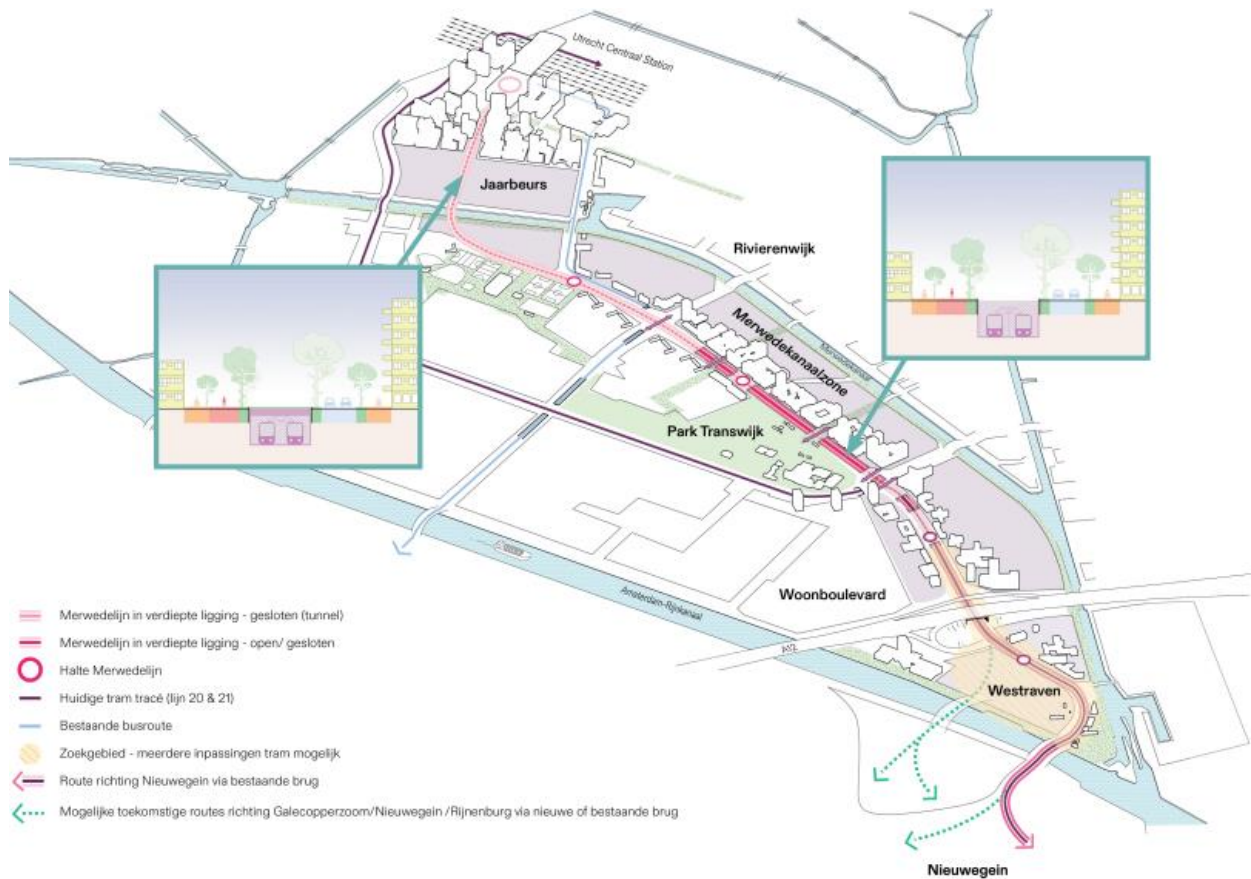 Utrecht Centraal Station
Jaarbeurs
Rivierenwijk
Merwedekanaalzone
Merwedekanaal
Park Transwijk
Amsterdam-Rijnkanaal
Woonboulevard
A12
Westraven
Nieuwegein
Merwedelijn in verdiepte ligging - gesloten (tunnel)
Merwedelijn in verdiepte ligging - open/ gesloten
Halte Merwedelijn
Huidige tram tracé (lijn 20 & 21)
Bestaande busroute
Zoekgebied - meerdere inpassingen tram mogelijk
Route richting Nieuwegein via bestaande brug
Mogelijke toekomstige routes richting Galecopperzoom/Nieuwegein /Rijnenburg via nieuwe of bestaande brug